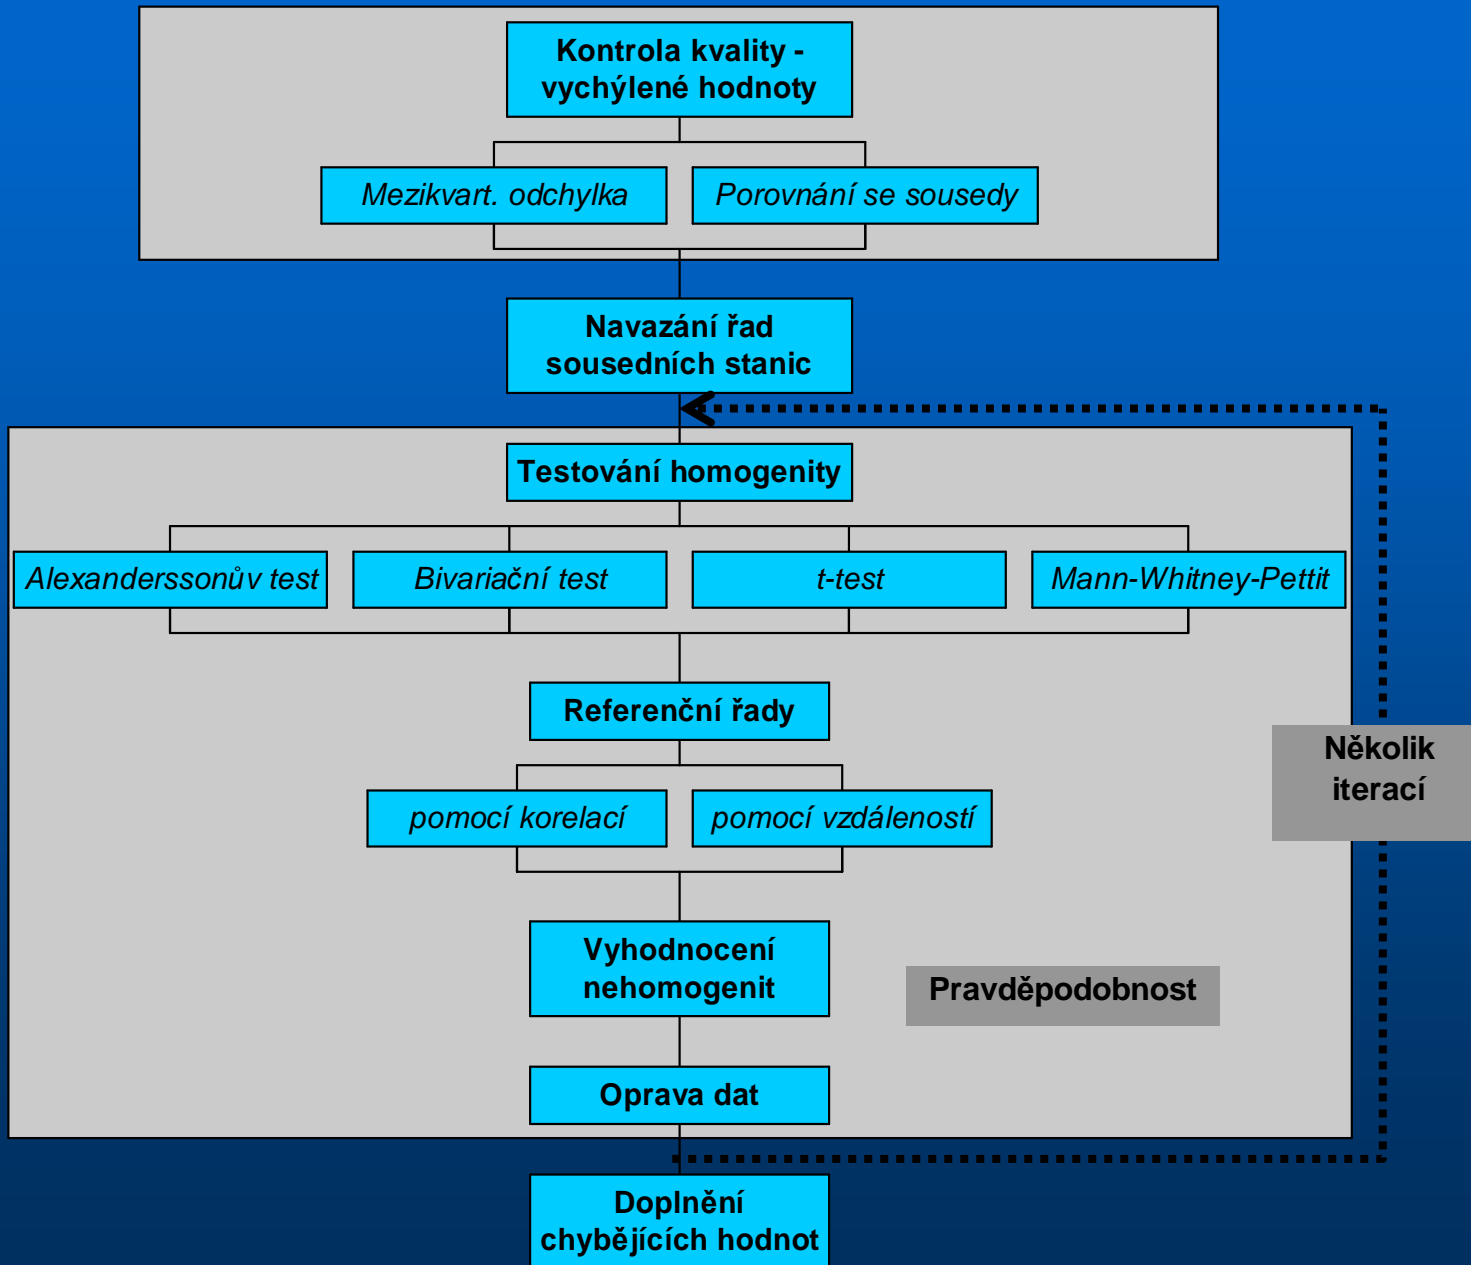 Kontrola kvality -
vychýlené hodnoty
Mezikvart. odchylka
Porovnání se sousedy
Navazání řad
sousedních stanic
Testování homogenity
Alexanderssonův test
Bivariační test
t-test
Mann-Whitney-Pettit
Referenční řady
pomocí korelací
pomocí vzdáleností
Několik
iterací
Vyhodnocení
nehomogenit
Pravděpodobnost
Oprava dat
Doplnění
chybějících hodnot